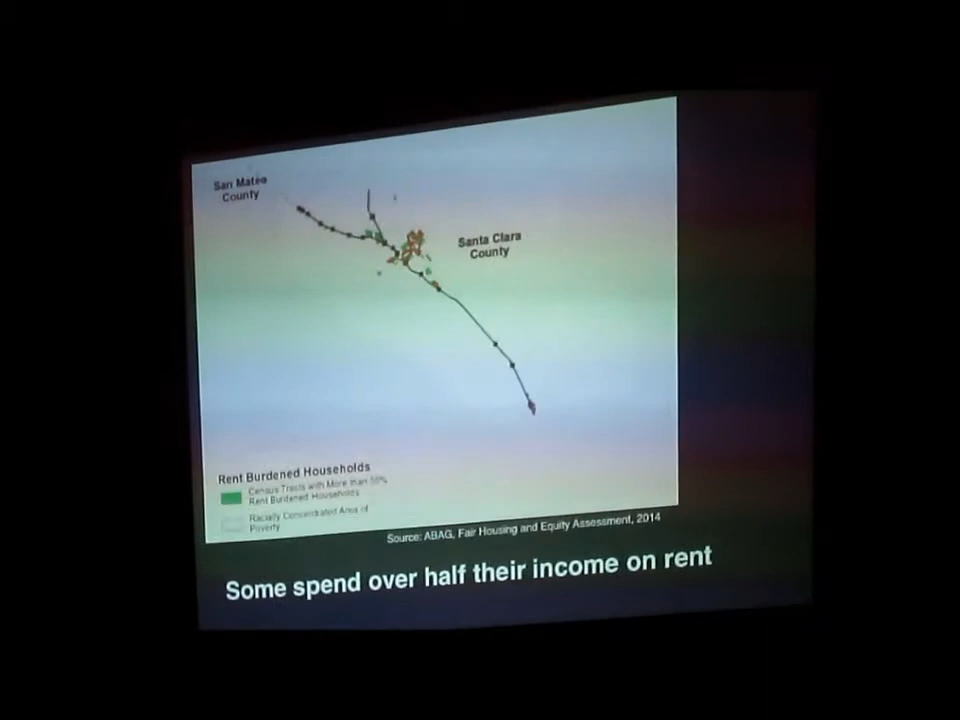 San Mateo
County
Santa Clara
County
Rent Burdened Households
Census Tracts with More than 50%
Rent Burdened Households
Racially Concentrated Area of
Poverty
Source: ABAG, Fair Housing and Equity Assessment, 2014
Some spend over half their income on rent